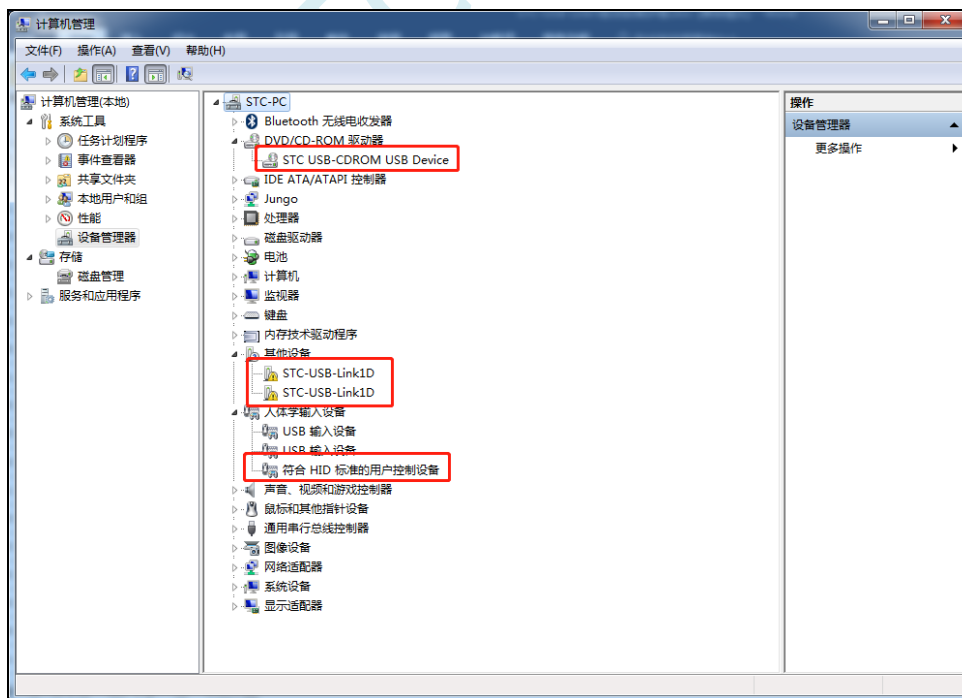 计算机管理
文件(F) 操作(A) 查看(V) 帮助(H)
计算机管理(本地)
系统工具
任务计划程序
事件查看器
共享文件夹
本地用户和组
性能
设备管理器
存储
磁盘管理
服务和应用程序
STC-PC
Bluetooth 无线电收发器
DVD/CD-ROM 驱动器
STC USB-CDROM USB Device
IDE ATA/ATAPI 控制器
Jungo
处理器
磁盘驱动器
电池
计算机
监视器
键盘
内存技术驱动程序
其他设备
STC-USB-Link1D
STC-USB-Link1D
人体学输入设备
USB 输入设备
USB 输入设备
符合 HID 标准的用户控制设备
声音、视频和游戏控制器
鼠标和其他指针设备
通用串行总线控制器
图像设备
网络适配器
系统设备
显示适配器
操作
设备管理器
更多操作